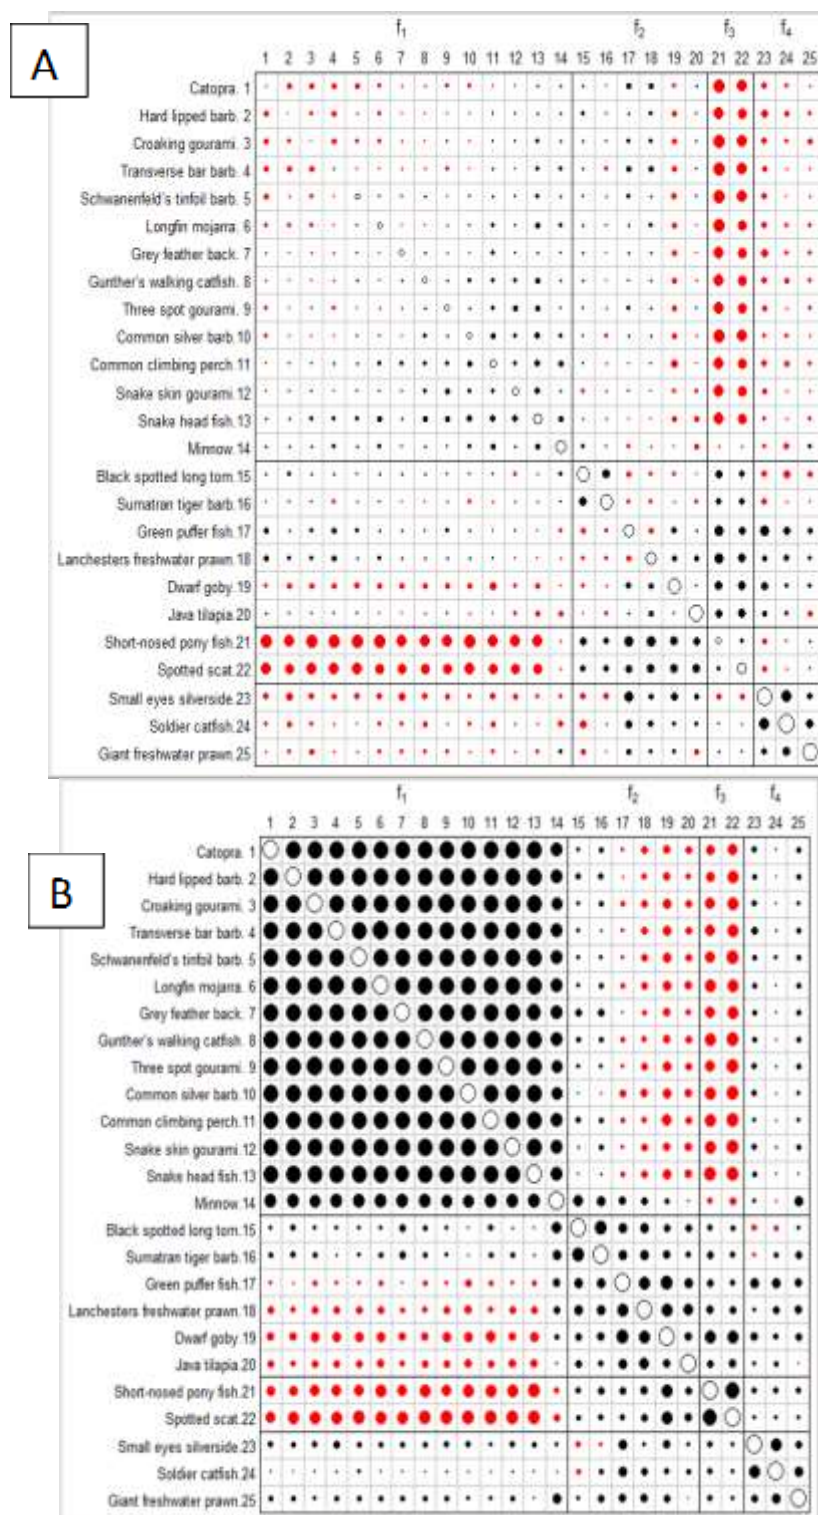 A
f1 f2 f3 f4
1 2 3 4 5 6 7 8 9 10 11 12 13 14 15 16 17 18 19 20 21 22 23 24 25
Catopra. 1
Hard lipped barb. 2
Croaking gourami. 3
Transverse bar barb. 4
Schwanenfeld's tinfoil barb. 5
Longfin mojarra. 6
Grey feather back. 7
Gunther's walking catfish. 8
Three spot gourami. 9
Common silver barb.10
Common climbing perch.11
Snake skin gourami.12
Snake head fish.13
Minnow.14
Black spotted long tom.15
Sumatran tiger barb.16
Green puffer fish.17
Lanchesters freshwater prawn.18
Dwarf goby.19
Java tilapia.20
Short-nosed pony fish.21
Spotted scat.22
Small eyes silverside.23
Soldier catfish.24
Giant freshwater prawn.25
B
f1 f2 f3 f4
1 2 3 4 5 6 7 8 9 10 11 12 13 14 15 16 17 18 19 20 21 22 23 24 25
Catopra. 1
Hard lipped barb. 2
Croaking gourami. 3
Transverse bar barb. 4
Schwanenfeld's tinfoil barb. 5
Longfin mojarra. 6
Grey feather back. 7
Gunther's walking catfish. 8
Three spot gourami. 9
Common silver barb.10
Common climbing perch.11
Snake skin gourami.12
Snake head fish.13
Minnow.14
Black spotted long tom.15
Sumatran tiger barb.16
Green puffer fish.17
Lanchesters freshwater prawn.18
Dwarf goby 19
Java tilapia.20
Short-nosed pony fish.21
Spotted scat.22
Small eyes silverside.23
Soldier catfish.24
Giant freshwater prawn.25